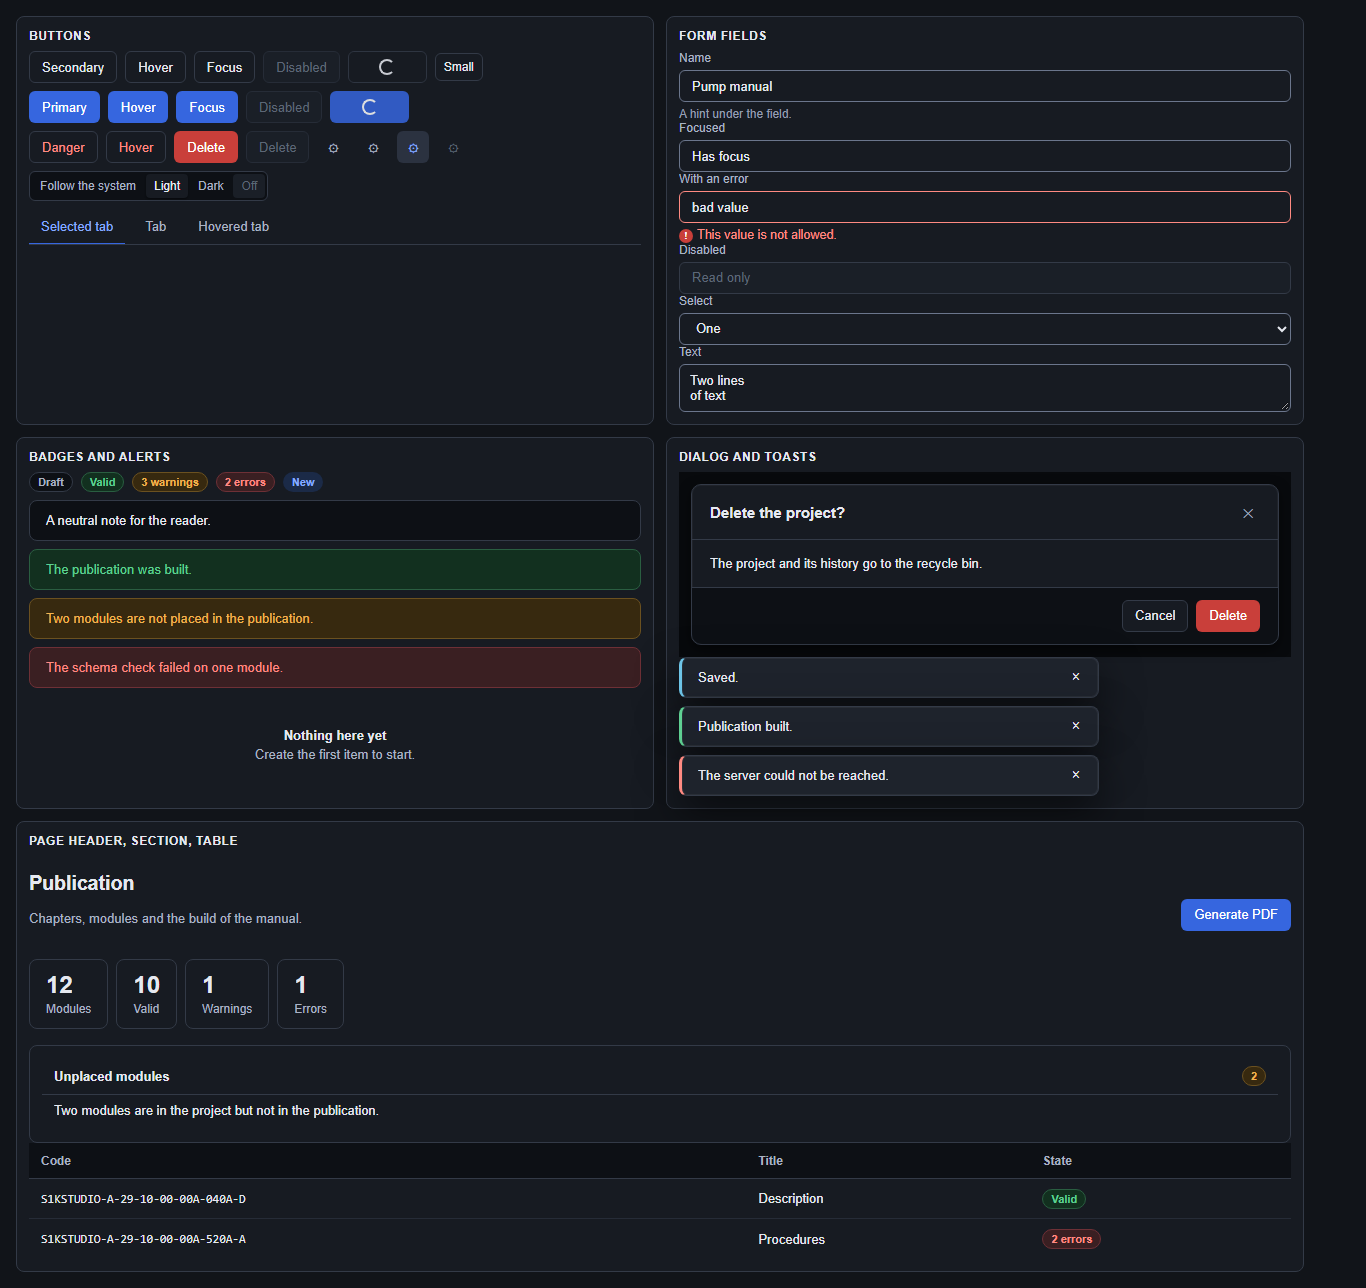 BUTTONS
Secondary Hover Focus Disabled Small
Primary Hover Focus Disabled
Danger Hover Delete Delete
Follow the system Light Dark Off
Selected tab Tab Hovered tab
FORM FIELDS
Name
Pump manual
A hint under the field.
Focused
Has focus
With an error
bad value
This value is not allowed.
Disabled
Read only
Select
One
Text
Two lines
of text
BADGES AND ALERTS
Draft Valid 3 warnings 2 errors New
A neutral note for the reader.
The publication was built.
Two modules are not placed in the publication.
The schema check failed on one module.
Nothing here yet
Create the first item to start.
DIALOG AND TOASTS
Delete the project?
The project and its history go to the recycle bin.
Cancel Delete
Saved.
Publication built.
The server could not be reached.
PAGE HEADER, SECTION, TABLE
Publication
Chapters, modules and the build of the manual.
Generate PDF
12 10 1 1
Modules Valid Warnings Errors
Unplaced modules 2
Two modules are in the project but not in the publication.
Code Title State
S1KSTUDIO-A-29-10-00-00A-040A-D Description Valid
S1KSTUDIO-A-29-10-00-00A-520A-A Procedures 2 errors